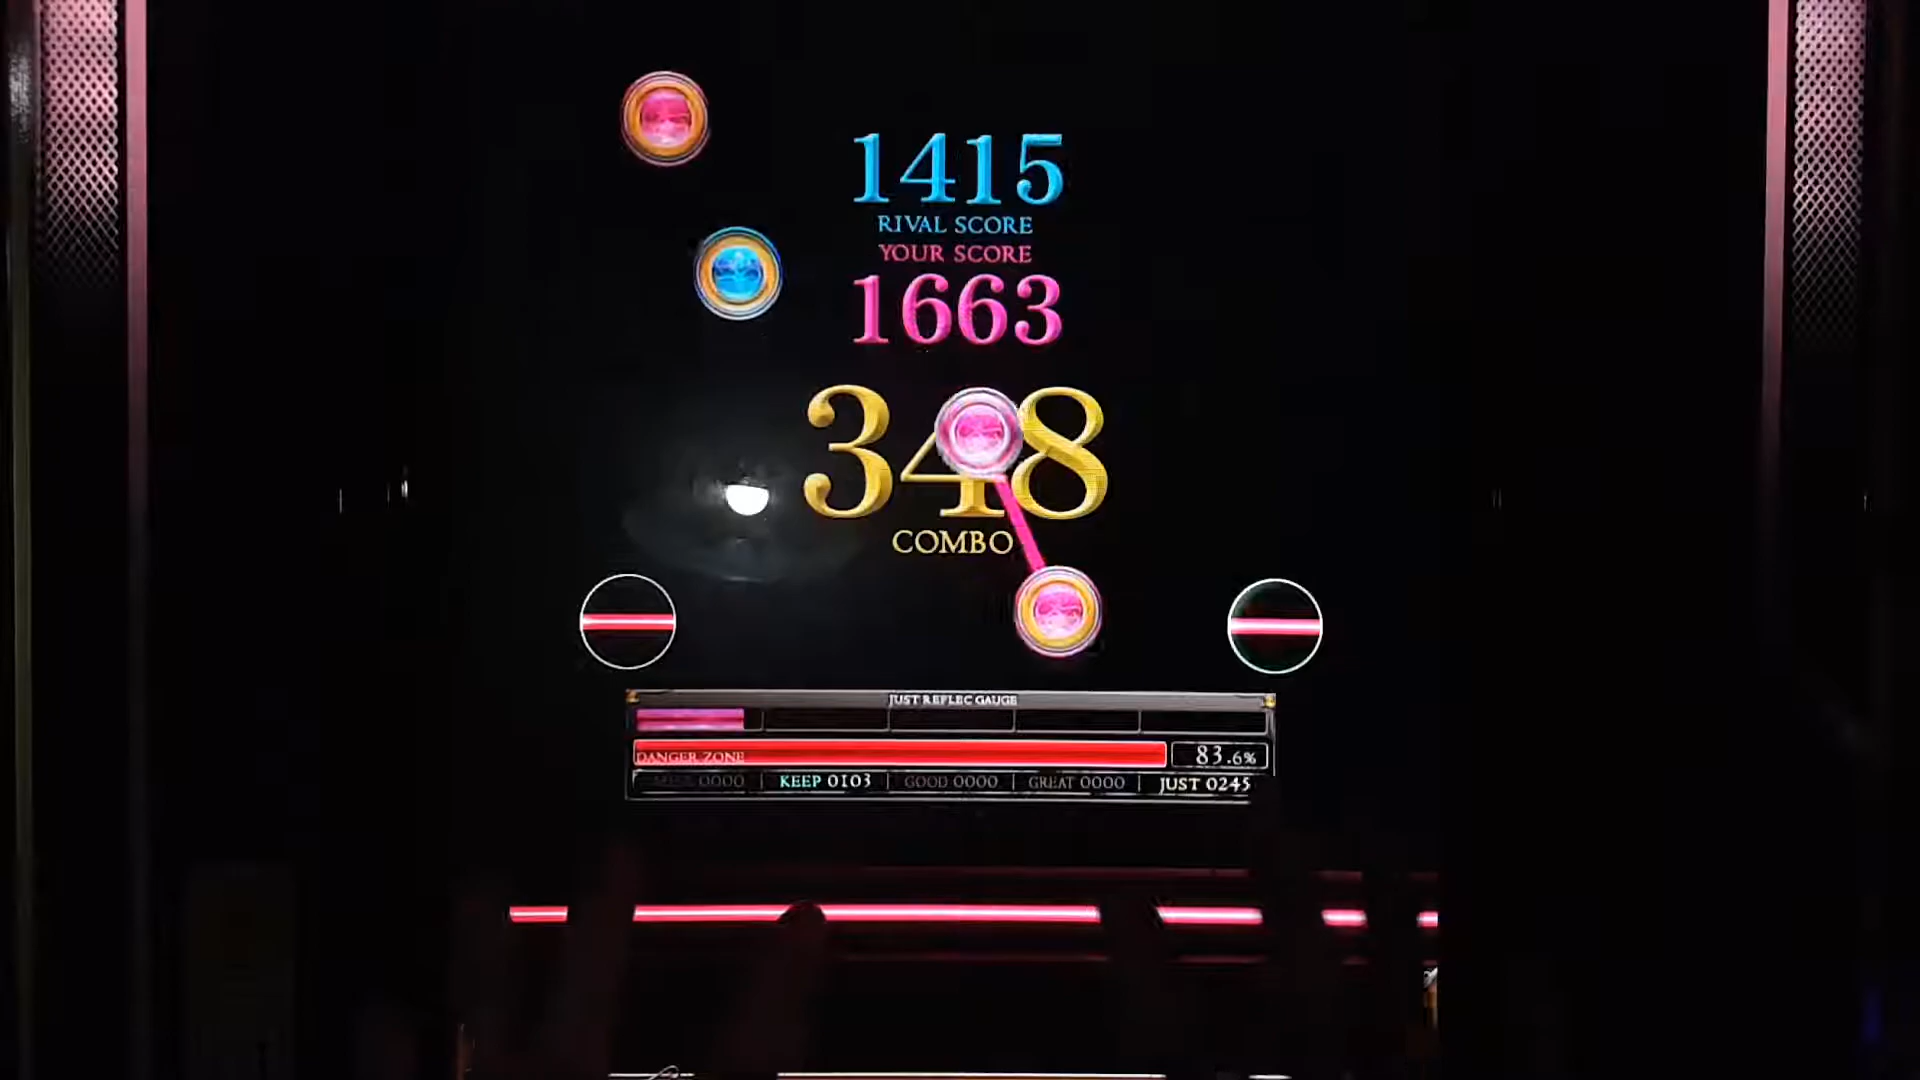 1415
RIVAL SCORE
YOUR SCORE
1663
348
COMBO
JUST REFLEC GAUGE
DANGER ZONE
83.6%
0000 KEEP 0103 GOOD 0000 GREAT 0000 JUST 0245